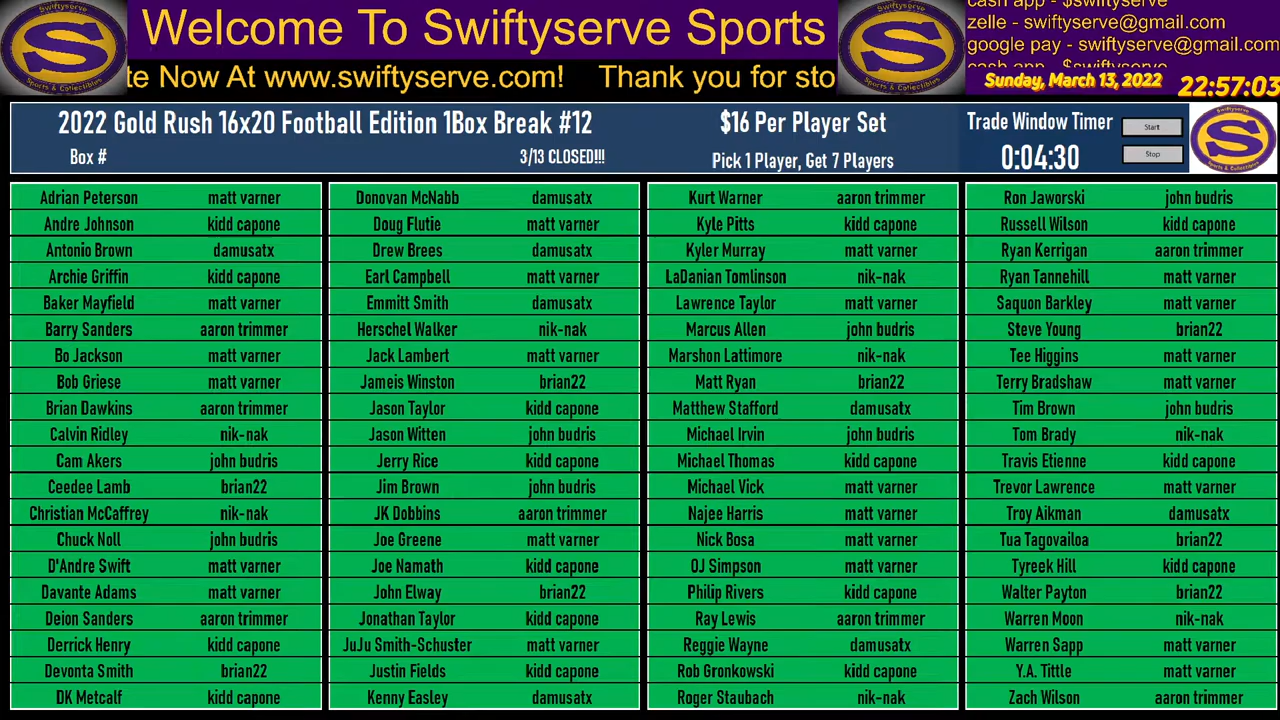 Welcome To Swiftyserve Sports
te Now At www.swiftyserve.com! Thank you for sto
S
Sports & Collectibles
S
Sports & Collectibles
cash app - $swiftyserve
zelle - swiftyserve@gmail.com
google pay - swiftyserve@gmail.com
cash app - $swiftyserve
Sunday, March 13, 2022 22:57:03
2022 Gold Rush 16x20 Football Edition 1Box Break #12
Box # 3/13 CLOSED!!!
$16 Per Player Set
Pick 1 Player, Get 7 Players
Trade Window Timer
0:04:30
Start
Stop
Swiftyserve
S
Sports & Collectibles
Adrian Peterson matt varner
Andre Johnson kidd capone
Antonio Brown damusatx
Archie Griffin kidd capone
Baker Mayfield matt varner
Barry Sanders aaron trimmer
Bo Jackson matt varner
Bob Griese matt varner
Brian Dawkins aaron trimmer
Calvin Ridley nik-nak
Cam Akers john budris
Ceedee Lamb brian22
Christian McCaffrey nik-nak
Chuck Noll john budris
D'Andre Swift matt varner
Davante Adams matt varner
Deion Sanders aaron trimmer
Derrick Henry kidd capone
Devonta Smith brian22
DK Metcalf kidd capone
Donovan McNabb damusatx
Doug Flutie matt varner
Drew Brees damusatx
Earl Campbell matt varner
Emmitt Smith damusatx
Herschel Walker nik-nak
Jack Lambert matt varner
Jameis Winston brian22
Jason Taylor kidd capone
Jason Witten john budris
Jerry Rice kidd capone
Jim Brown john budris
JK Dobbins aaron trimmer
Joe Greene matt varner
Joe Namath kidd capone
John Elway brian22
Jonathan Taylor kidd capone
JuJu Smith-Schuster matt varner
Justin Fields kidd capone
Kenny Easley damusatx
Kurt Warner aaron trimmer
Kyle Pitts kidd capone
Kyler Murray matt varner
LaDanian Tomlinson nik-nak
Lawrence Taylor matt varner
Marcus Allen john budris
Marshon Lattimore nik-nak
Matt Ryan brian22
Matthew Stafford damusatx
Michael Irvin john budris
Michael Thomas kidd capone
Michael Vick matt varner
Najee Harris matt varner
Nick Bosa matt varner
OJ Simpson matt varner
Philip Rivers kidd capone
Ray Lewis aaron trimmer
Reggie Wayne damusatx
Rob Gronkowski kidd capone
Roger Staubach nik-nak
Ron Jaworski john budris
Russell Wilson kidd capone
Ryan Kerrigan aaron trimmer
Ryan Tannehill matt varner
Saquon Barkley matt varner
Steve Young brian22
Tee Higgins matt varner
Terry Bradshaw matt varner
Tim Brown john budris
Tom Brady nik-nak
Travis Etienne kidd capone
Trevor Lawrence matt varner
Troy Aikman damusatx
Tua Tagovailoa brian22
Tyreek Hill kidd capone
Walter Payton brian22
Warren Moon nik-nak
Warren Sapp matt varner
Y.A. Tittle matt varner
Zach Wilson aaron trimmer